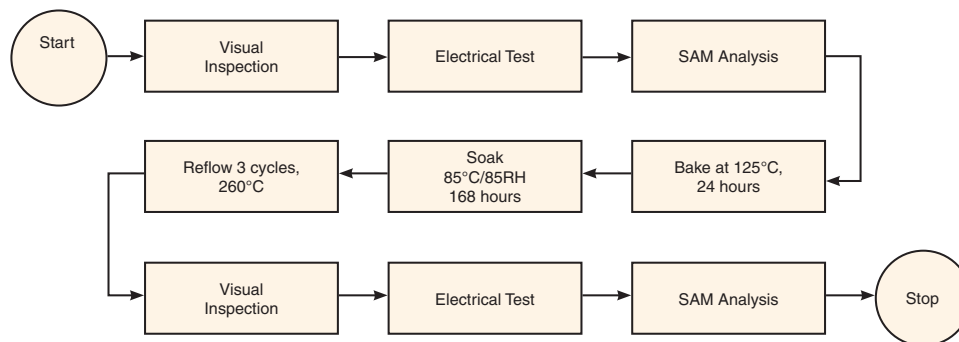 Start
Visual
Inspection
Electrical Test
SAM Analysis
Bake at 125°C,
24 hours
Soak
85°C/85RH
168 hours
Reflow 3 cycles,
260°C
Visual
Inspection
Electrical Test
SAM Analysis
Stop